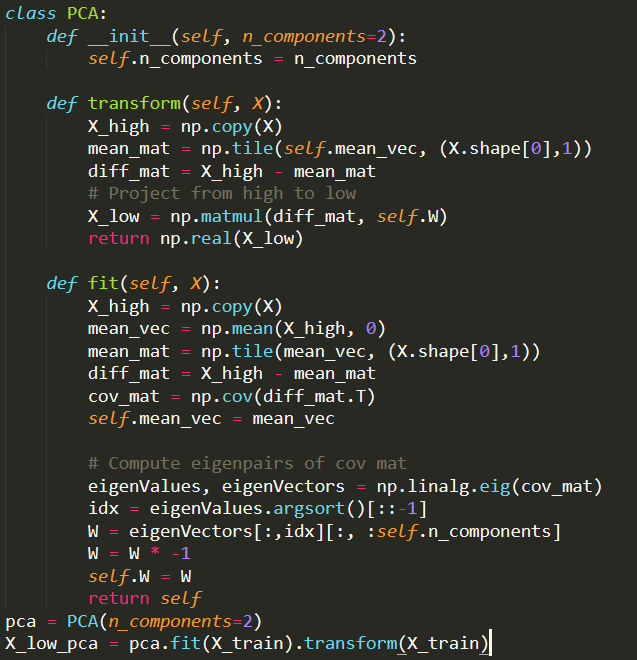 class PCA:
    def __init__(self, n_components=2):
        self.n_components = n_components

    def transform(self, X):
        X_high = np.copy(X)
        mean_mat = np.tile(self.mean_vec, (X.shape[0],1))
        diff_mat = X_high - mean_mat
        # Project from high to low
        X_low = np.matmul(diff_mat, self.W)
        return np.real(X_low)

    def fit(self, X):
        X_high = np.copy(X)
        mean_vec = np.mean(X_high, 0)
        mean_mat = np.tile(mean_vec, (X.shape[0],1))
        diff_mat = X_high - mean_mat
        cov_mat = np.cov(diff_mat.T)
        self.mean_vec = mean_vec

        # Compute eigenpairs of cov mat
        eigenValues, eigenVectors = np.linalg.eig(cov_mat)
        idx = eigenValues.argsort()[::-1]
        W = eigenVectors[:,idx][:, :self.n_components]
        W = W * -1
        self.W = W
        return self
pca = PCA(n_components=2)
X_low_pca = pca.fit(X_train).transform(X_train)